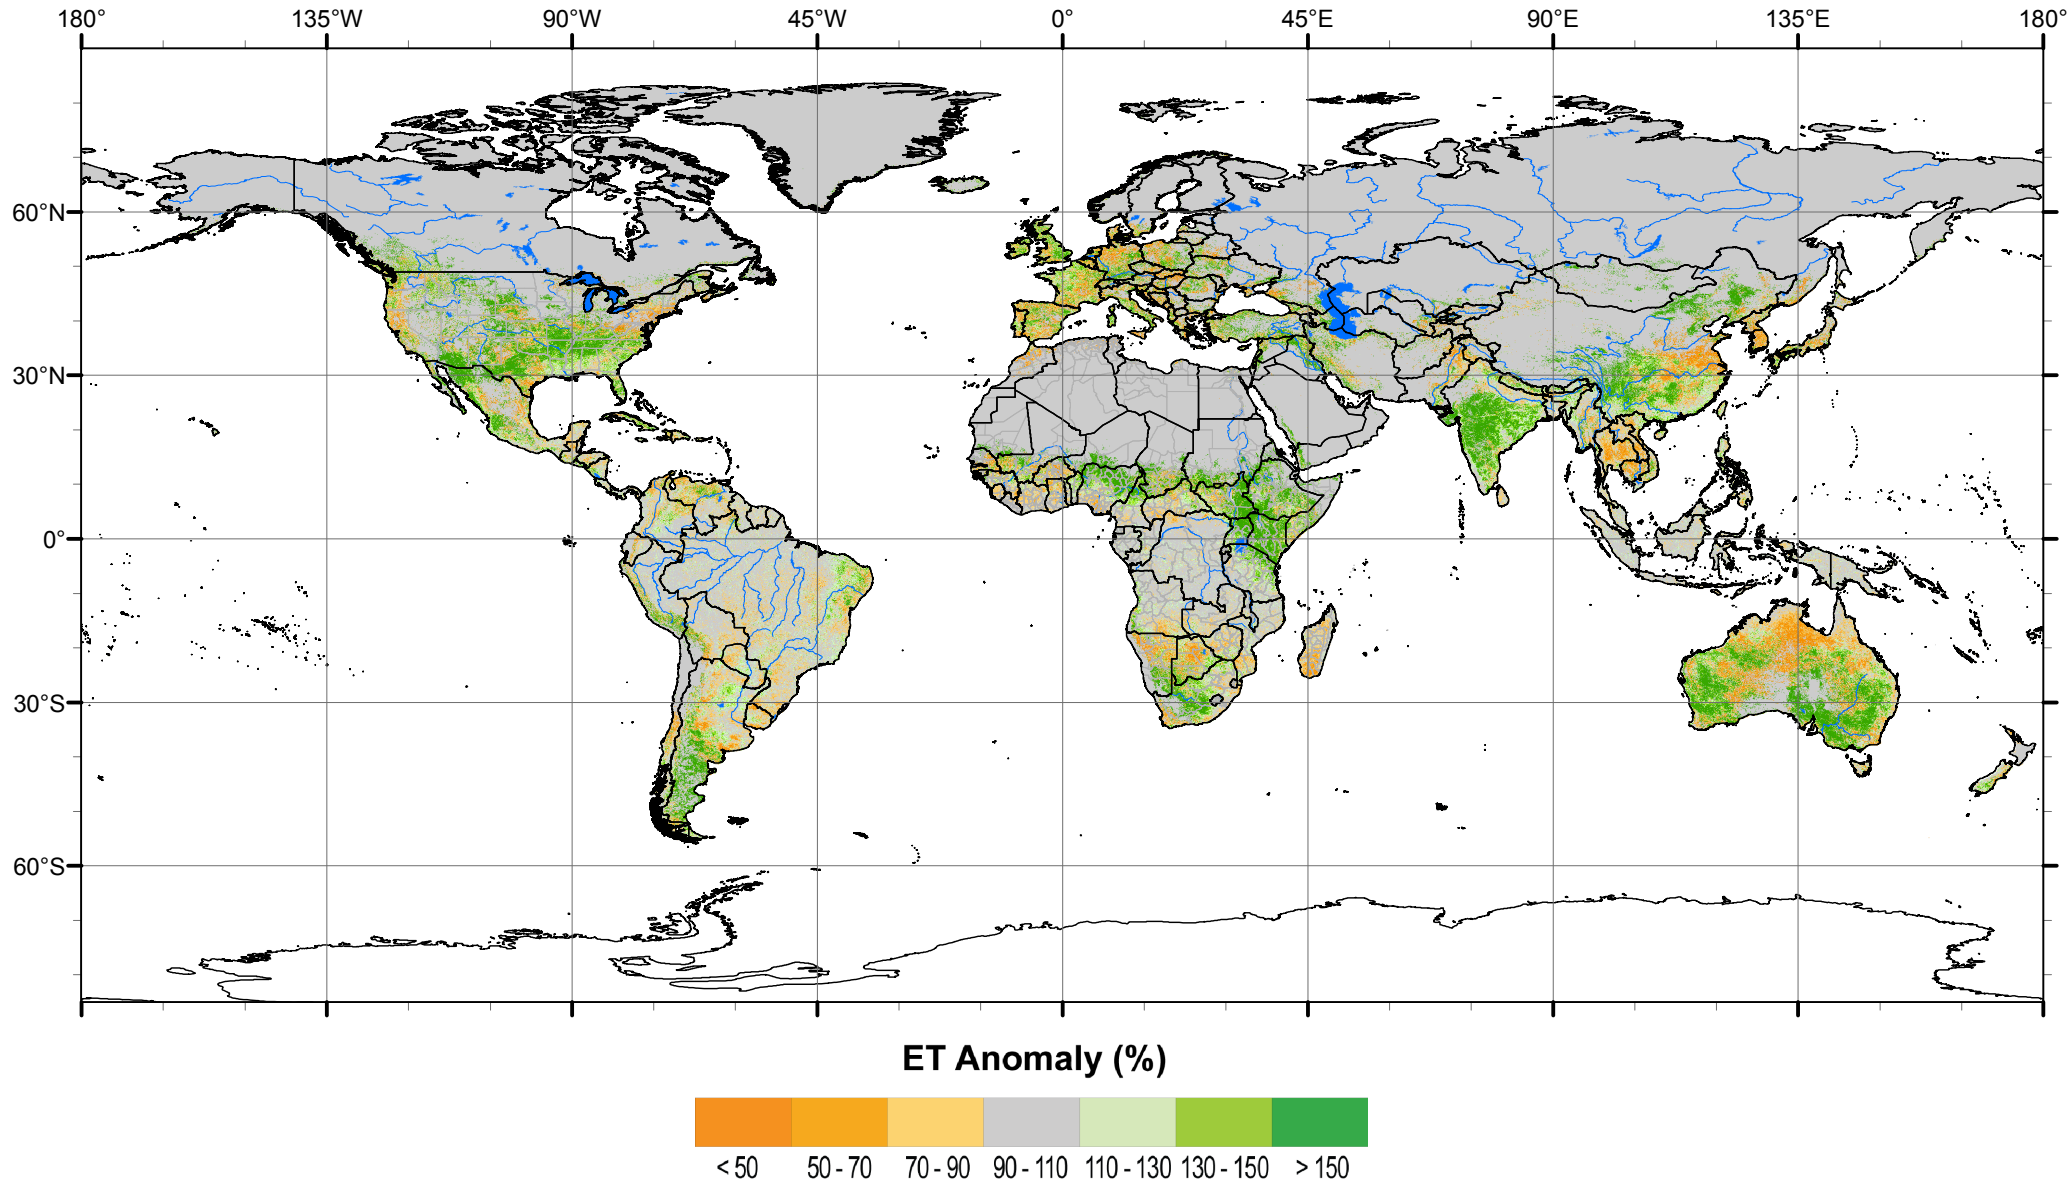 180° 135°W 90°W 45°W 0° 45°E 90°E 135°E 180°
60°N
30°N
0°
30°S
60°S
ET Anomaly (%)
< 50 50 - 70 70 - 90 90 - 110 110 - 130 130 - 150 > 150